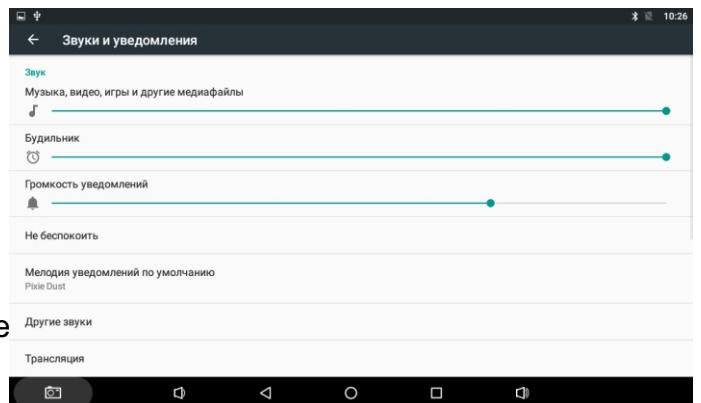 10:26
Звуки и уведомления
Звук
Музыка, видео, игры и другие медиафайлы
Будильник
Громкость уведомлений
Не беспокоить
Мелодия уведомлений по умолчанию
Pixie Dust
е
Другие звуки
Трансляция